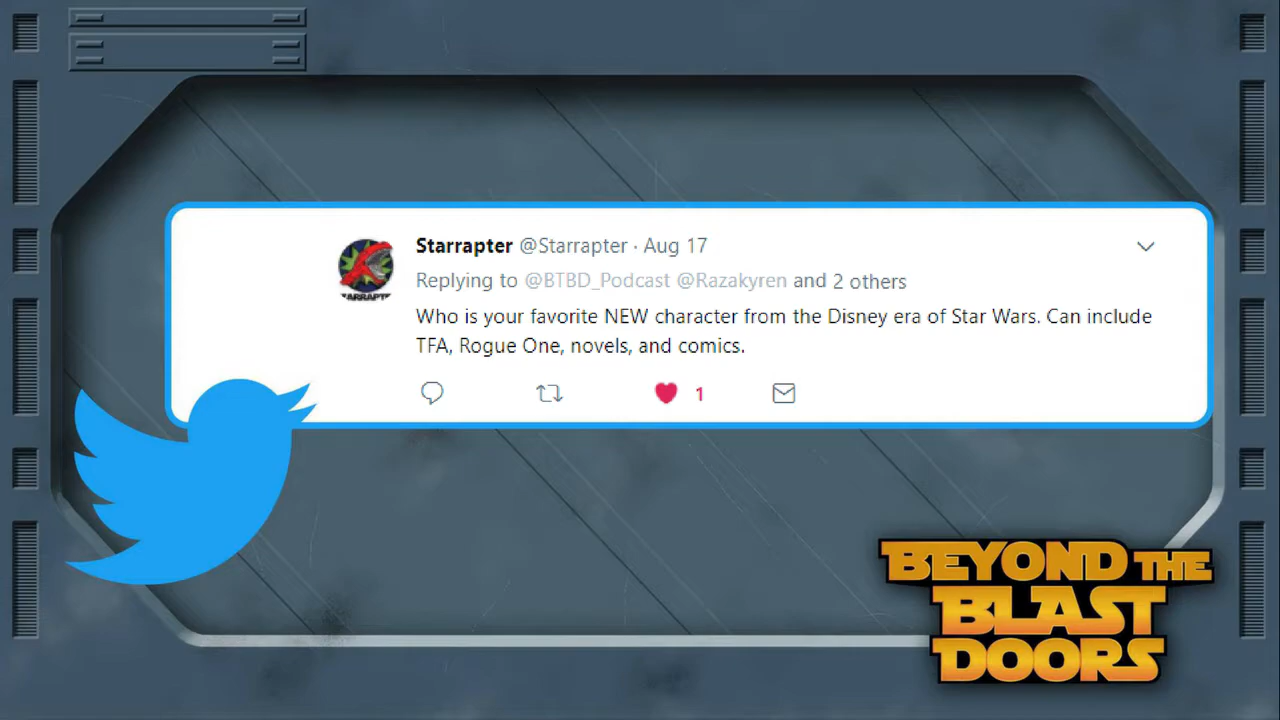 Starrapter @Starrapter · Aug 17
Replying to @BTBD_Podcast @Razakyren and 2 others
Who is your favorite NEW character from the Disney era of Star Wars. Can include
TFA, Rogue One, novels, and comics.
1
BEYOND THE
BLAST
DOORS